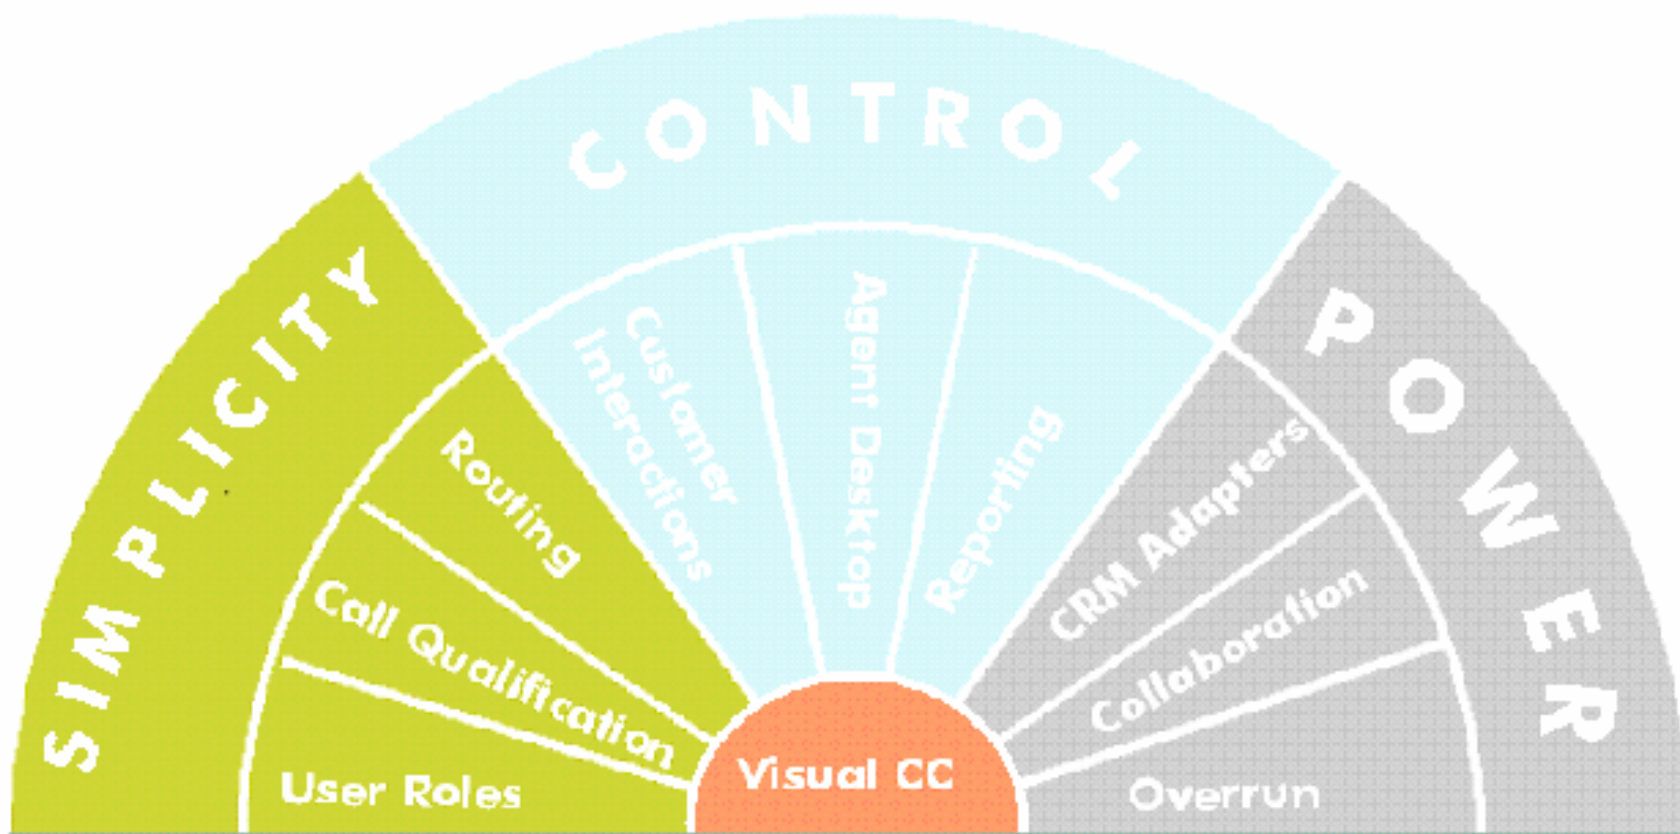 SIMPLICITY
CONTROL
POWER
User Roles
Call Qualification
Routing
Customer
Interactions
Agent Desktop
Reporting
CRM Adapters
Collaboration
Overrun
Visual CC